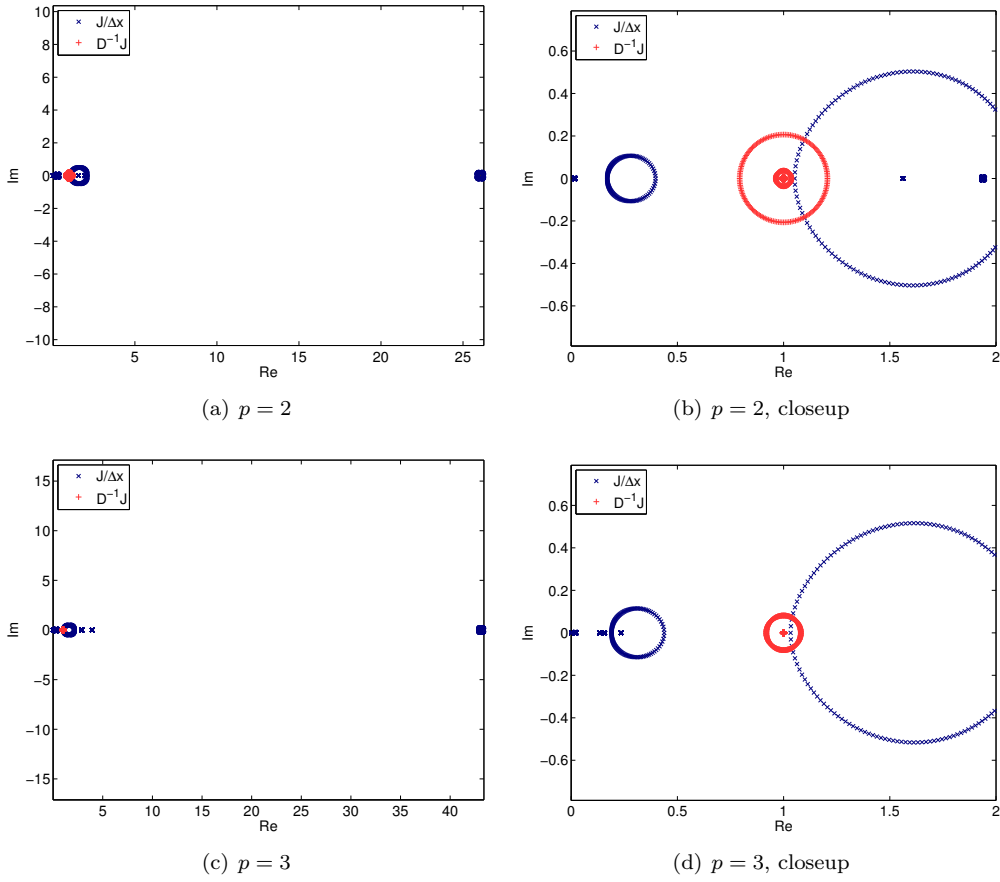 J/Δx
D⁻¹J
10
8
6
4
2
0
−2
−4
−6
−8
−10
Im
5
10
15
20
25
Re
(a) p = 2
J/Δx
D⁻¹J
0.6
0.4
0.2
0
−0.2
−0.4
−0.6
Im
0
0.5
1
1.5
2
Re
(b) p = 2, closeup
J/Δx
D⁻¹J
15
10
5
0
−5
−10
−15
Im
5
10
15
20
25
30
35
40
Re
(c) p = 3
J/Δx
D⁻¹J
0.6
0.4
0.2
0
−0.2
−0.4
−0.6
Im
0
0.5
1
1.5
2
Re
(d) p = 3, closeup